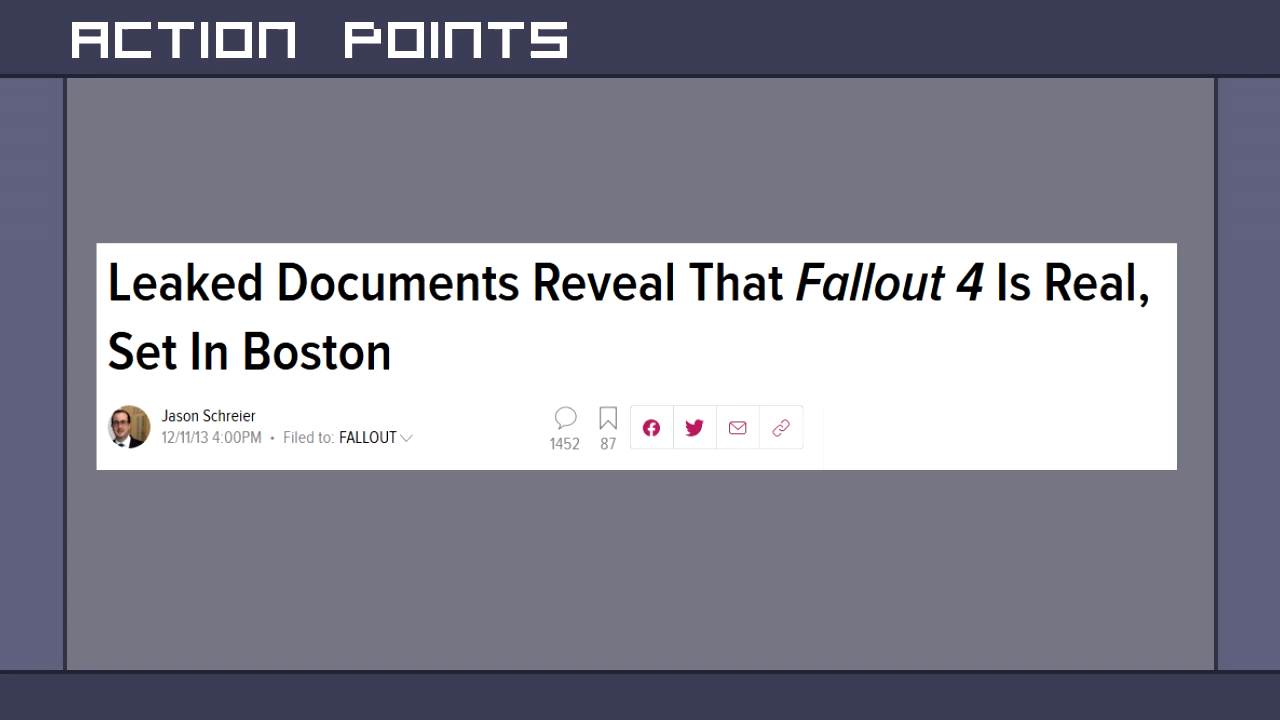 ACTION POINTS
Leaked Documents Reveal That Fallout 4 Is Real,
Set In Boston
Jason Schreier
12/11/13 4:00PM • Filed to: FALLOUT
1452 87